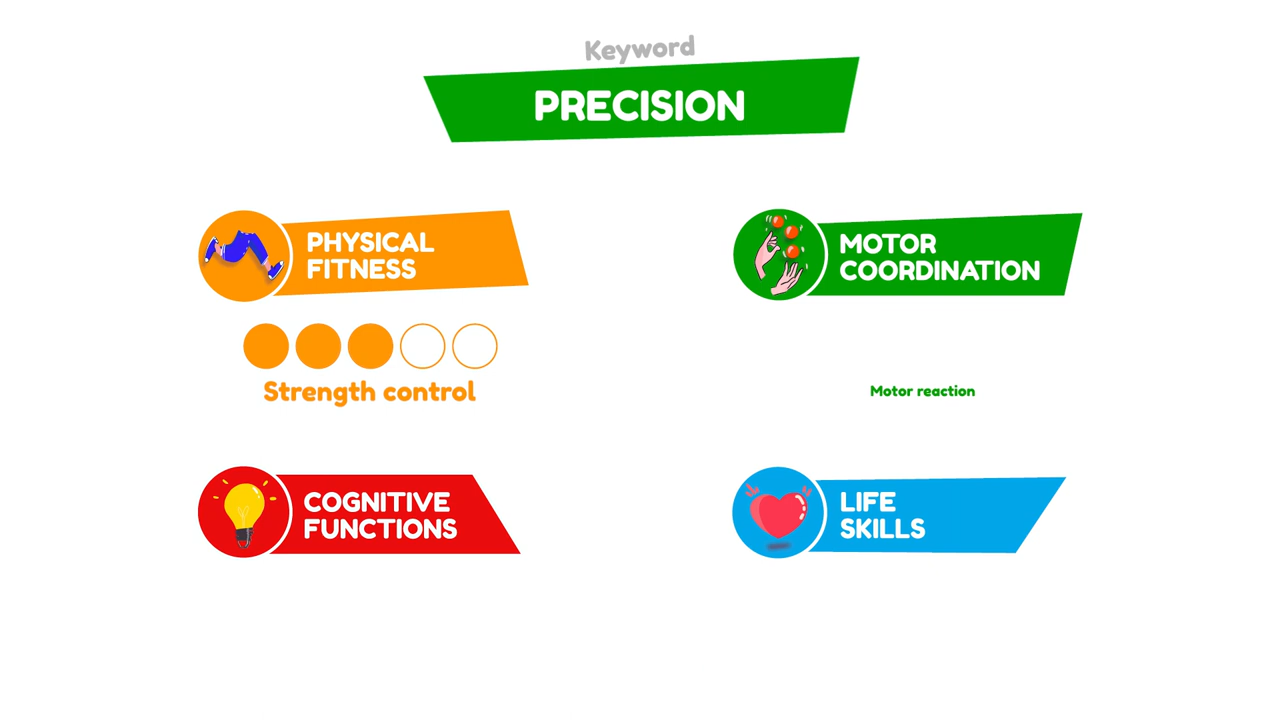 Keyword
PRECISION
PHYSICAL
FITNESS
Strength control
MOTOR
COORDINATION
Motor reaction
COGNITIVE
FUNCTIONS
LIFE
SKILLS